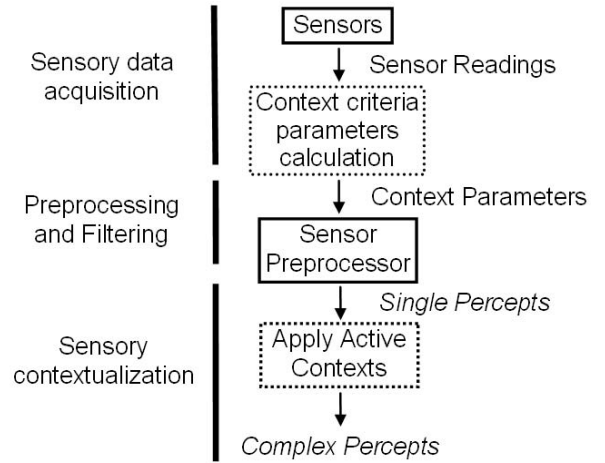 Sensors
Sensory data
acquisition
Sensor Readings
Context criteria
parameters
calculation
Context Parameters
Preprocessing
and Filtering
Sensor
Preprocessor
Single Percepts
Sensory
contextualization
Apply Active
Contexts
Complex Percepts